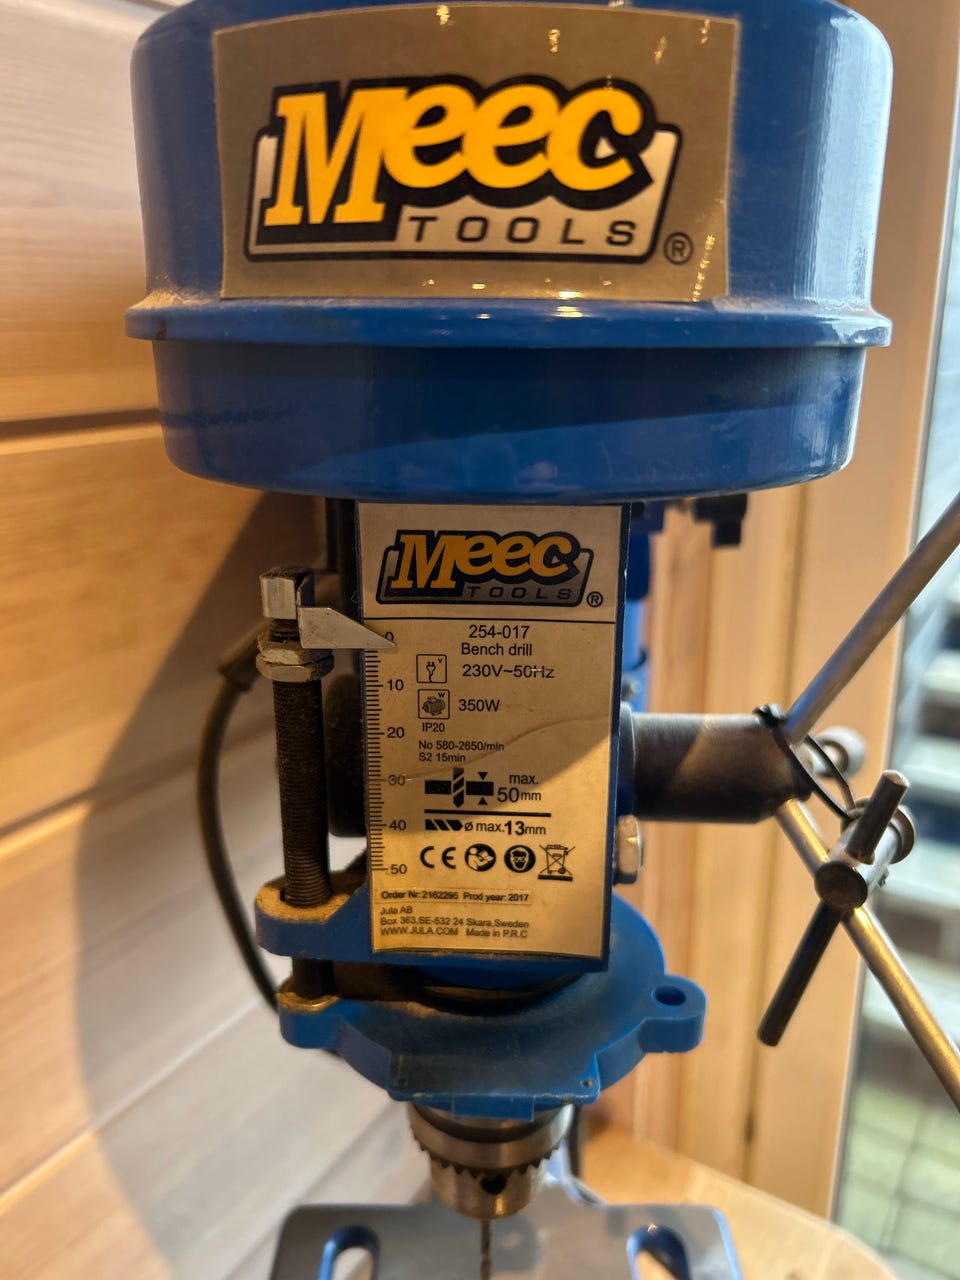 Meec
TOOLS ®
Meec
TOOLS ®
254-017
Bench drill
V
230V~50Hz
W
350W
IP20
No 580-2650/min
S2 15min
max.
50mm
ø max.13mm
CE
0
10
20
30
40
50
Order Nr:2162295 Prod year: 2017
Jula AB
Box 363,SE-532 24 Skara,Sweden
WWW.JULA.COM Made in P.R.C